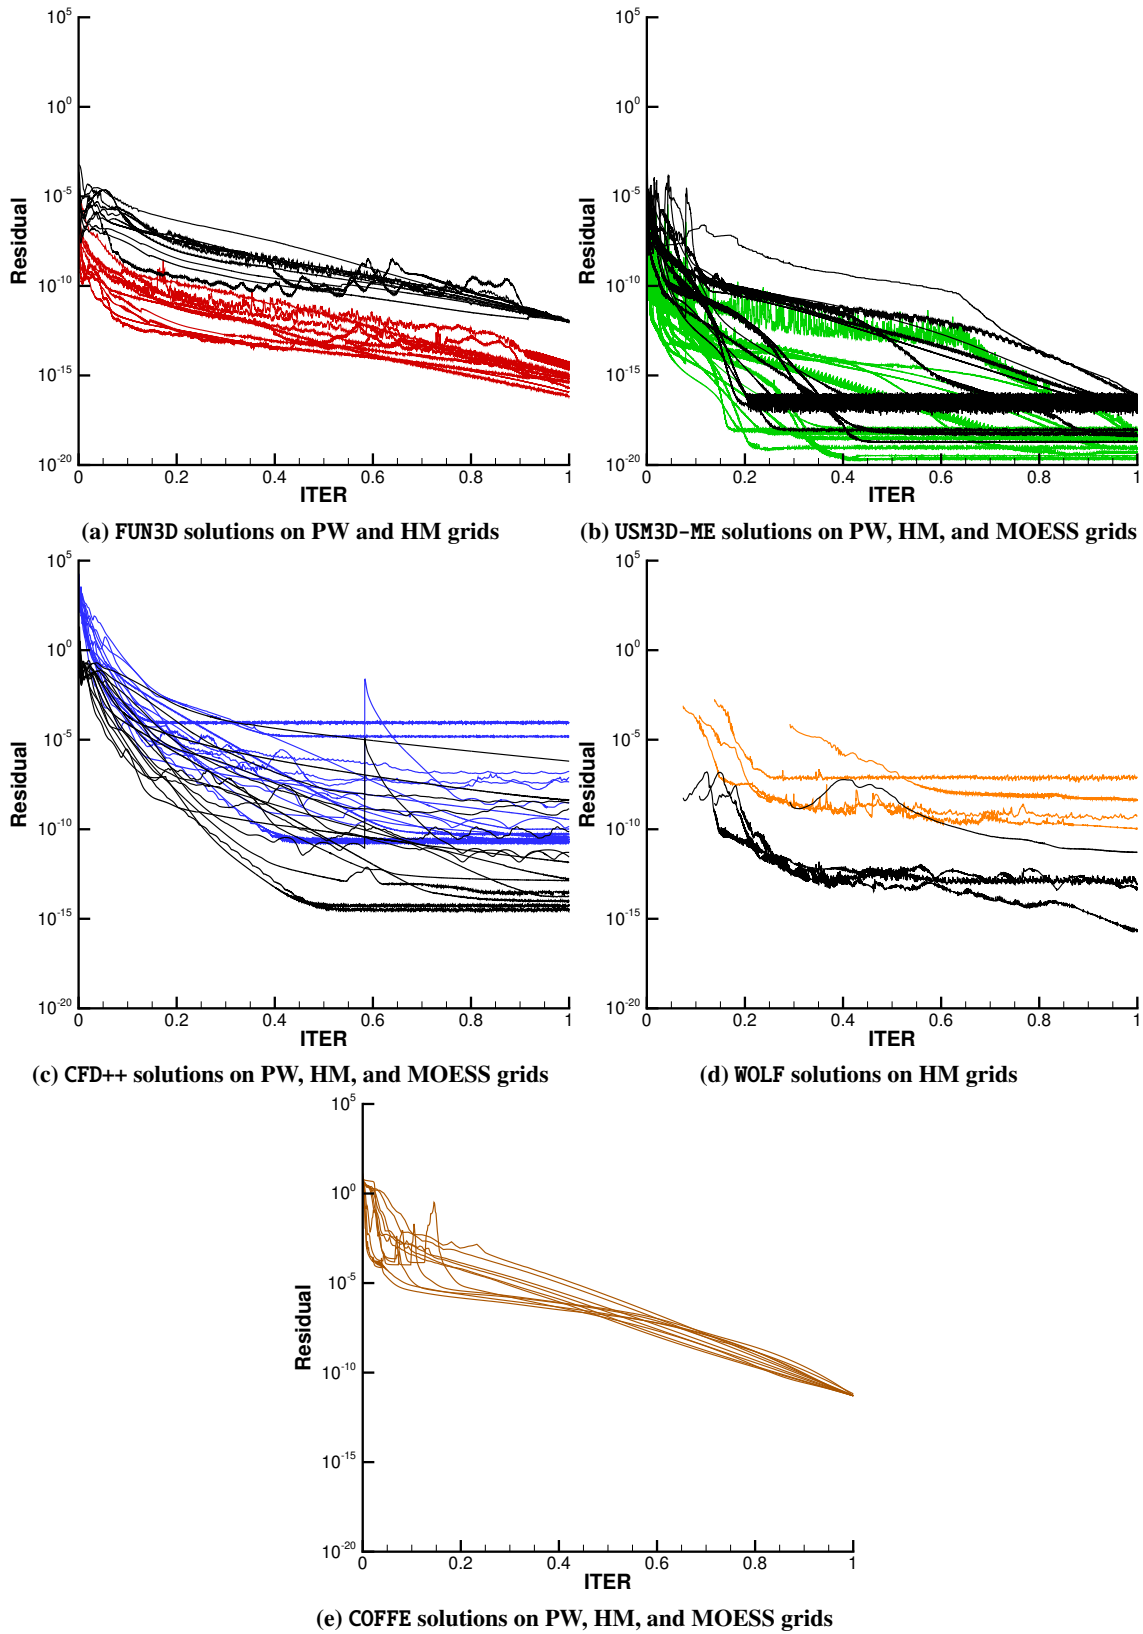 10^5
10^0
10^-5
10^-10
10^-15
10^-20
Residual
0 0.2 0.4 0.6 0.8 1
ITER
(a) FUN3D solutions on PW and HM grids
10^5
10^0
10^-5
10^-10
10^-15
10^-20
Residual
0 0.2 0.4 0.6 0.8 1
ITER
(b) USM3D-ME solutions on PW, HM, and MOESS grids
10^5
10^0
10^-5
10^-10
10^-15
10^-20
Residual
0 0.2 0.4 0.6 0.8 1
ITER
(c) CFD++ solutions on PW, HM, and MOESS grids
10^5
10^0
10^-5
10^-10
10^-15
10^-20
Residual
0 0.2 0.4 0.6 0.8 1
ITER
(d) WOLF solutions on HM grids
10^5
10^0
10^-5
10^-10
10^-15
10^-20
Residual
0 0.2 0.4 0.6 0.8 1
ITER
(e) COFFE solutions on PW, HM, and MOESS grids